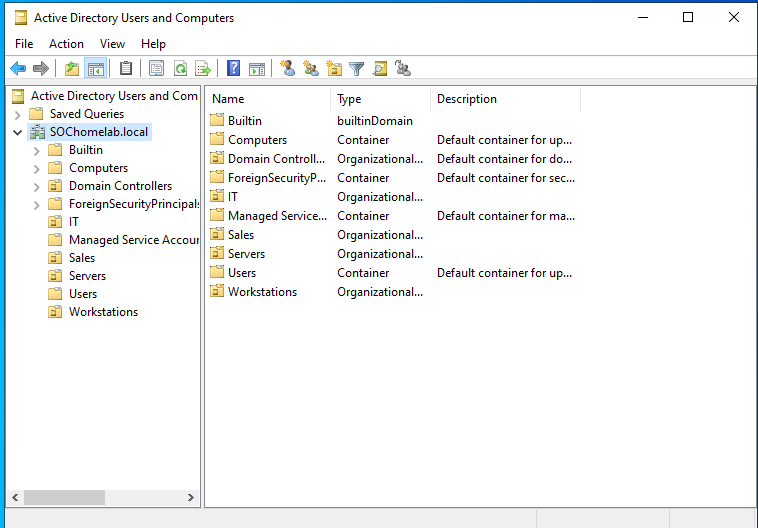 Active Directory Users and Computers
File Action View Help
Active Directory Users and Com
Saved Queries
SOChomelab.local
Builtin
Computers
Domain Controllers
ForeignSecurityPrincipals
IT
Managed Service Accour
Sales
Servers
Users
Workstations
Name Type Description
Builtin builtinDomain
Computers Container Default container for up...
Domain Controll... Organizational... Default container for do...
ForeignSecurityP... Container Default container for sec...
IT Organizational...
Managed Service... Container Default container for ma...
Sales Organizational...
Servers Organizational...
Users Container Default container for up...
Workstations Organizational...